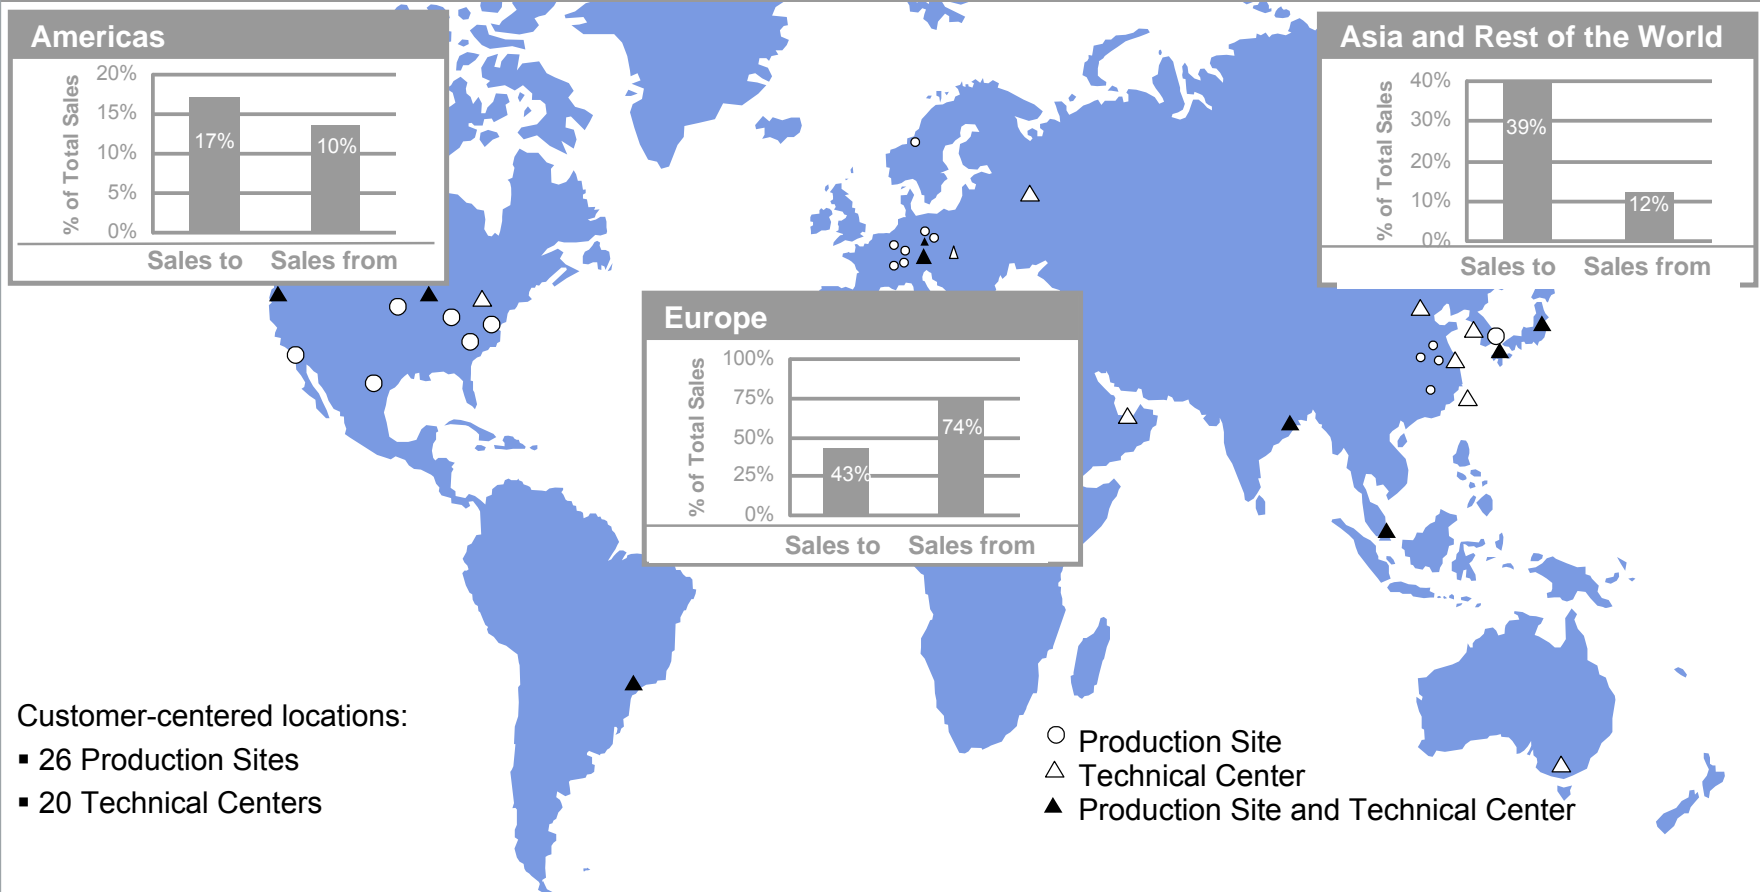 Americas
% of Total Sales
20%
15%
10%
5%
0%
17%
10%
Sales to Sales from
Europe
% of Total Sales
100%
75%
50%
25%
0%
43%
74%
Sales to Sales from
Asia and Rest of the World
% of Total Sales
40%
30%
20%
10%
0%
39%
12%
Sales to Sales from
Customer-centered locations:
▪ 26 Production Sites
▪ 20 Technical Centers
Production Site
Technical Center
Production Site and Technical Center